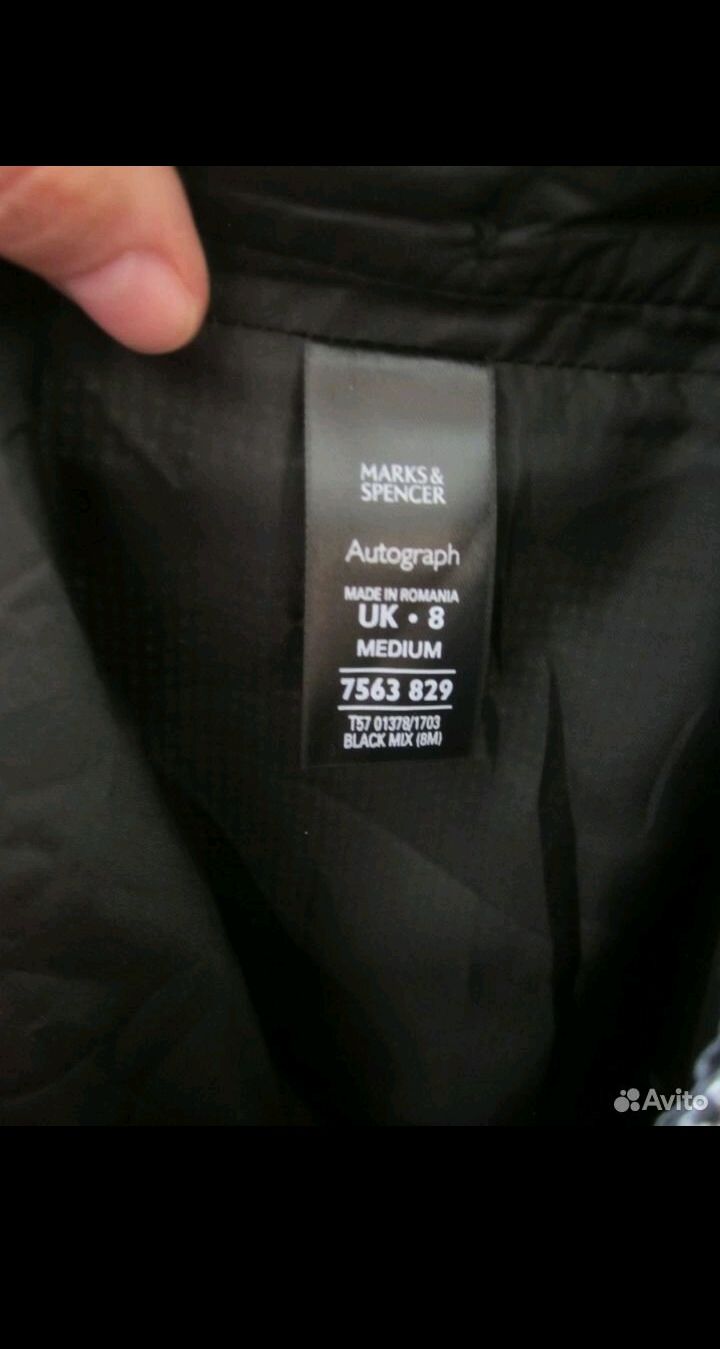 MARKS &
SPENCER
Autograph
MADE IN ROMANIA
UK • 8
MEDIUM
7563 829
T57 01378/1703
BLACK MIX (8M)
Avito